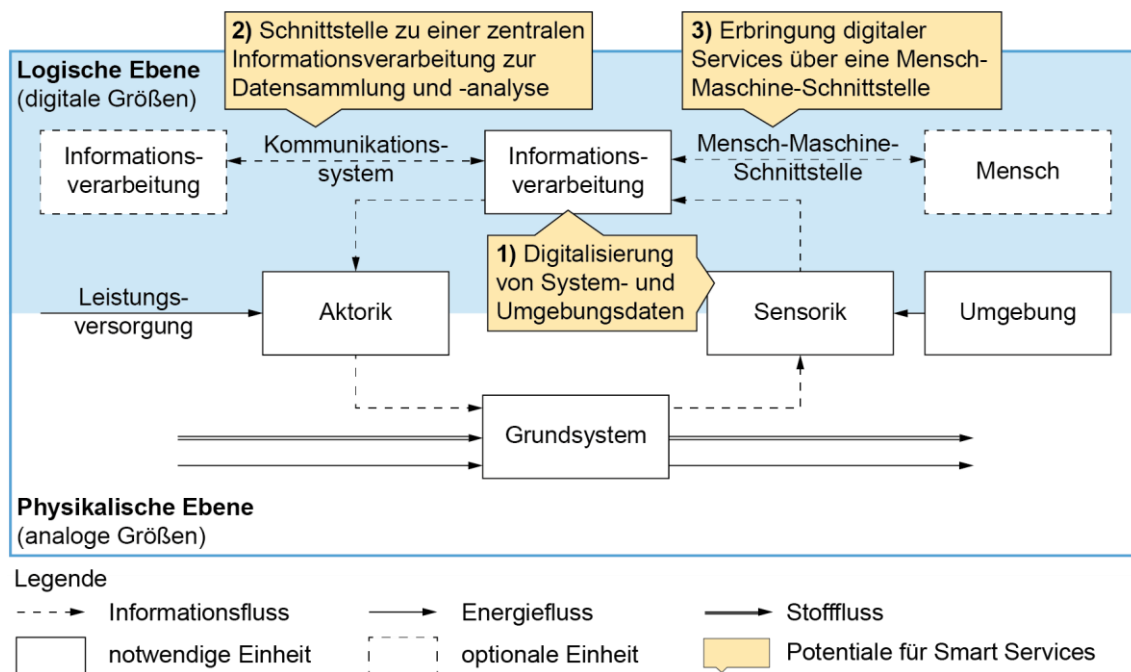 2) Schnittstelle zu einer zentralen
Informationsverarbeitung zur
Datensammlung und -analyse
3) Erbringung digitaler
Services über eine Mensch-
Maschine-Schnittstelle
Logische Ebene
(digitale Größen)
Informations-
verarbeitung
Kommunikations-
system
Informations-
verarbeitung
Mensch-Maschine-
Schnittstelle
Mensch
1) Digitalisierung
von System- und
Umgebungsdaten
Leistungs-
versorgung
Aktorik
Sensorik
Umgebung
Grundsystem
Physikalische Ebene
(analoge Größen)
Legende
Informationsfluss
Energiefluss
Stofffluss
notwendige Einheit
optionale Einheit
Potentiale für Smart Services